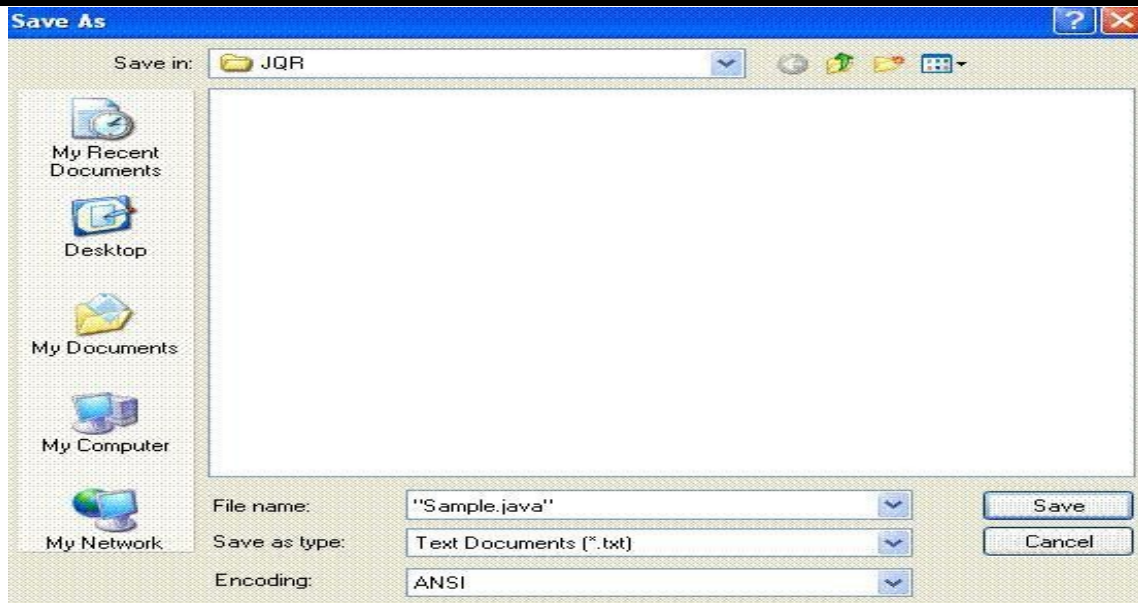 Save As
Save in: JQR
My Recent
Documents
Desktop
My Documents
My Computer
My Network
File name: "Sample.java"
Save as type: Text Documents (*.txt)
Encoding: ANSI
Save
Cancel